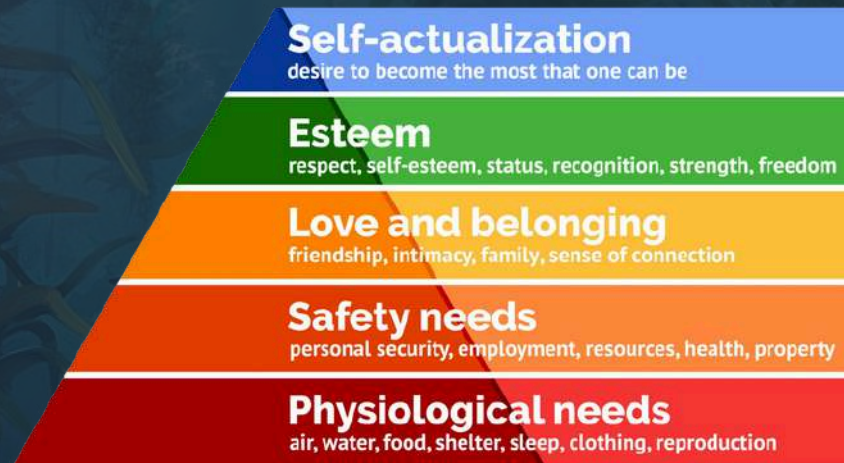 Self-actualization
desire to become the most that one can be
Esteem
respect, self-esteem, status, recognition, strength, freedom
Love and belonging
friendship, intimacy, family, sense of connection
Safety needs
personal security, employment, resources, health, property
Physiological needs
air, water, food, shelter, sleep, clothing, reproduction